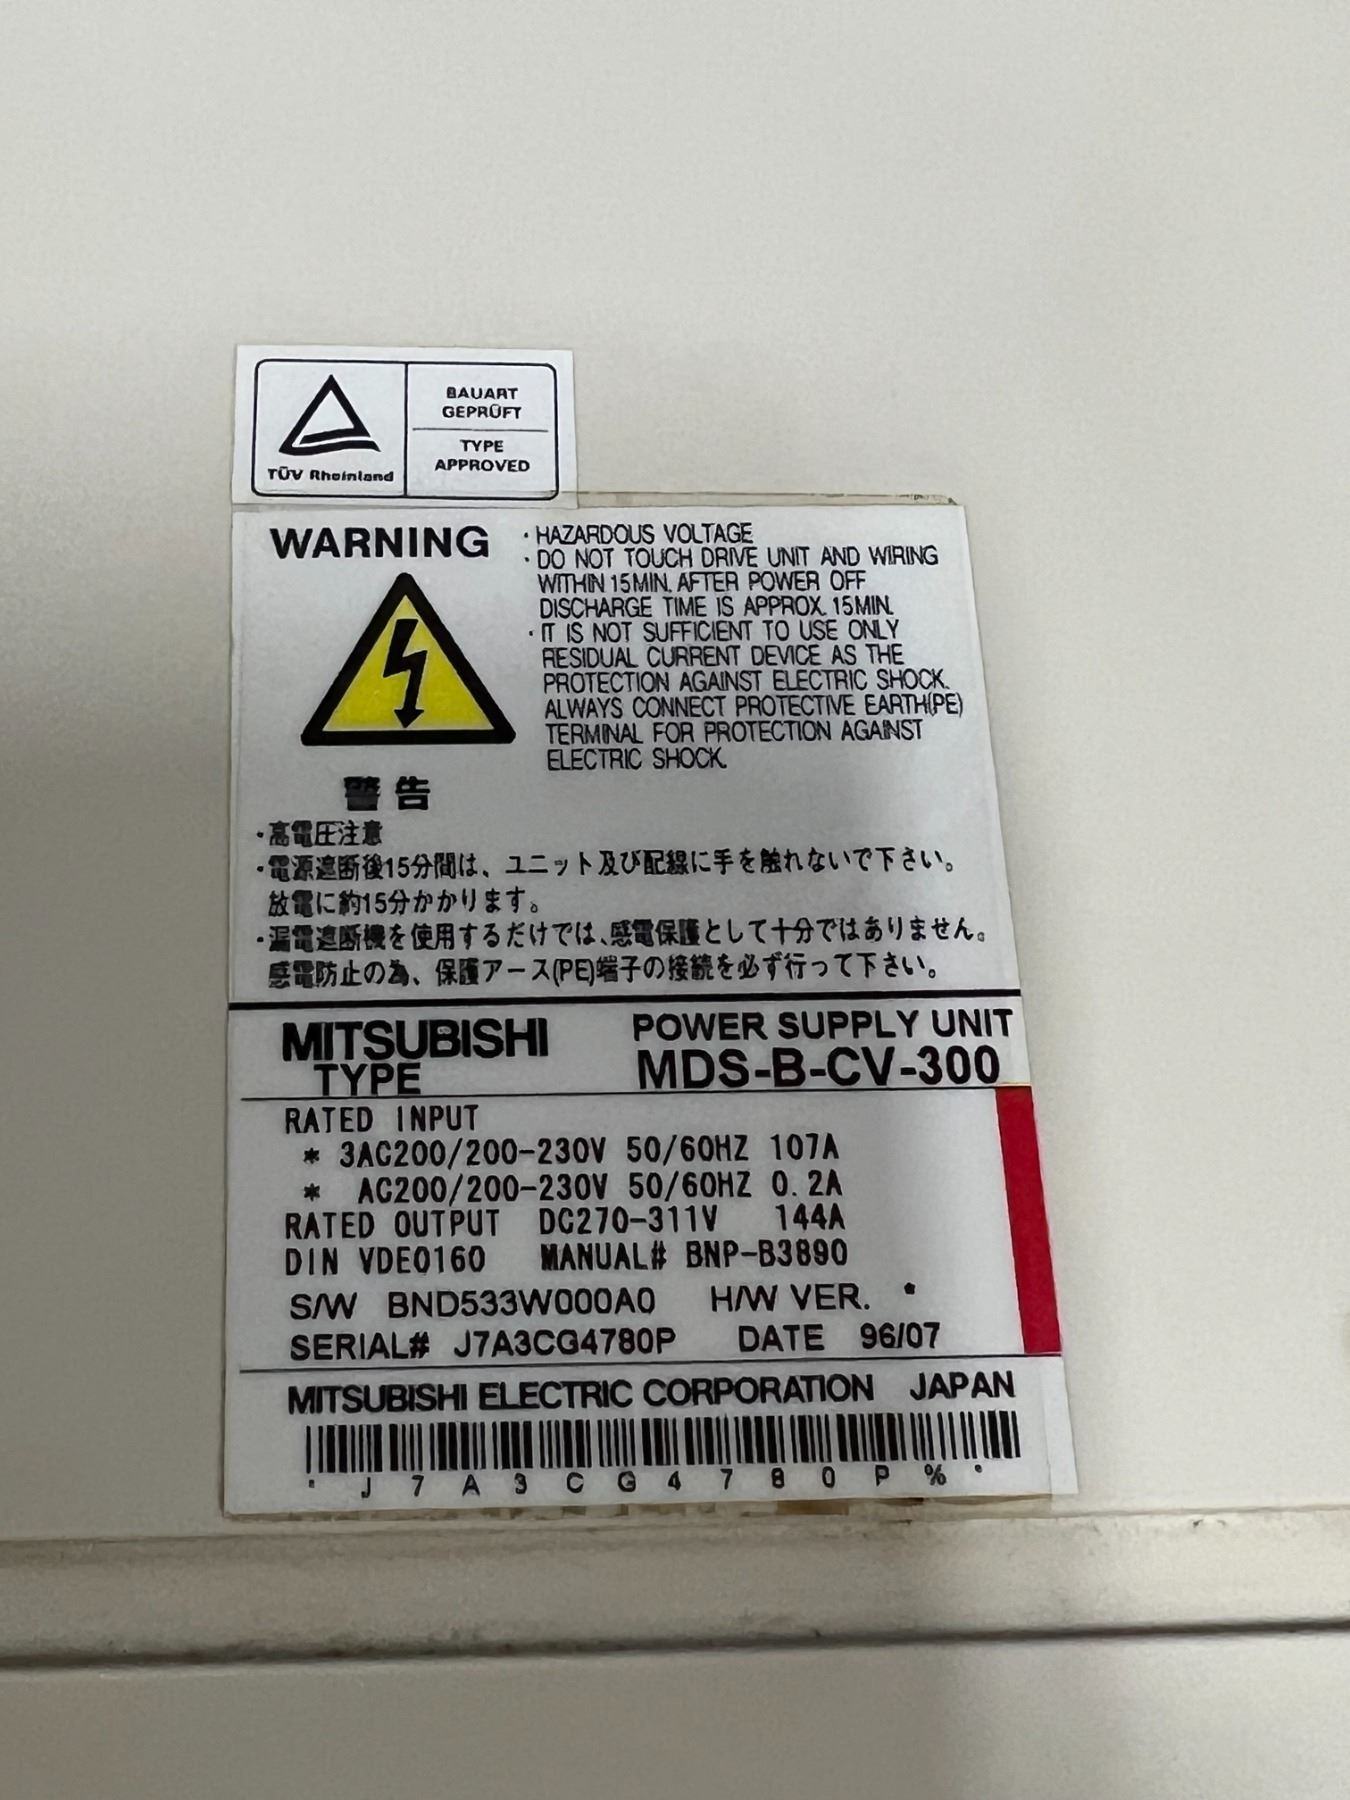 BAUART
GEPRÜFT
TYPE
APPROVED
TÜV Rheinland
WARNING
・HAZARDOUS VOLTAGE
・DO NOT TOUCH DRIVE UNIT AND WIRING
WITHIN 15MIN. AFTER POWER OFF
DISCHARGE TIME IS APPROX. 15MIN.
・IT IS NOT SUFFICIENT TO USE ONLY
RESIDUAL CURRENT DEVICE AS THE
PROTECTION AGAINST ELECTRIC SHOCK.
ALWAYS CONNECT PROTECTIVE EARTH(PE)
TERMINAL FOR PROTECTION AGAINST
ELECTRIC SHOCK.
警告
・高電圧注意
・電源遮断後15分間は、ユニット及び配線に手を触れないで下さい。
放電に約15分かかります。
・漏電遮断機を使用するだけでは、感電保護として十分ではありません。
感電防止の為、保護アース(PE)端子の接続を必ず行って下さい。
MITSUBISHI POWER SUPPLY UNIT
TYPE MDS-B-CV-300
RATED INPUT
* 3AC200/200-230V 50/60HZ 107A
* AC200/200-230V 50/60HZ 0.2A
RATED OUTPUT DC270-311V 144A
DIN VDE0160 MANUAL# BNP-B3890
S/W BND533W000A0 H/W VER. *
SERIAL# J7A3CG4780P DATE 96/07
MITSUBISHI ELECTRIC CORPORATION JAPAN
* J 7 A 3 C G 4 7 8 0 P % *